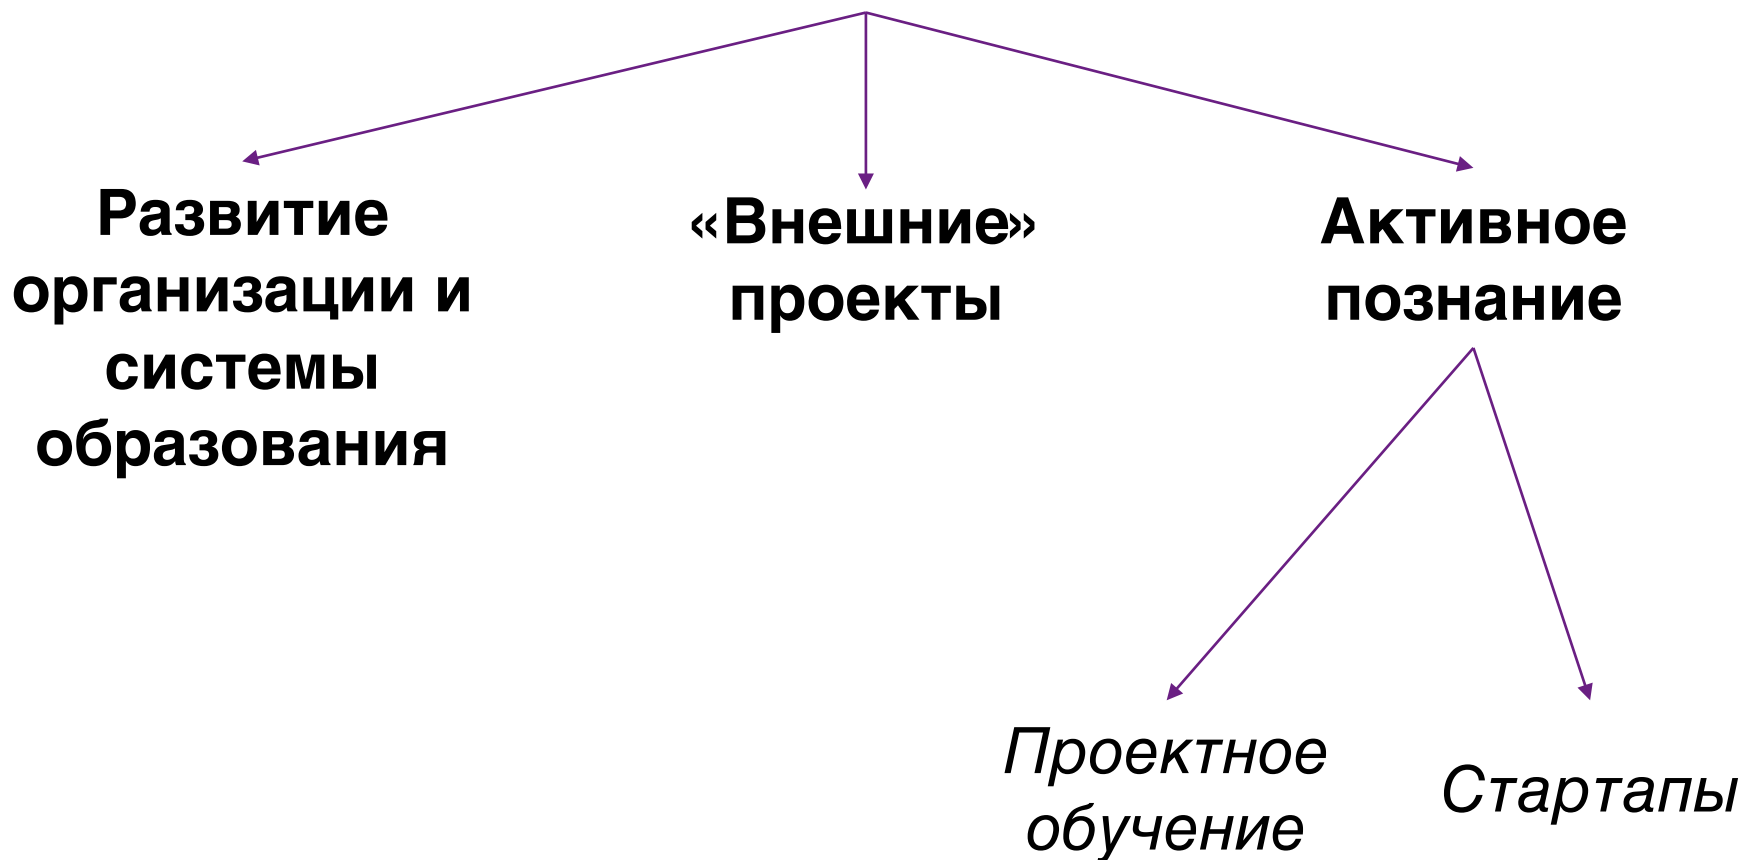 Развитие
организации и
системы
образования
«Внешние»
проекты
Активное
познание
Проектное
обучение
Стартапы